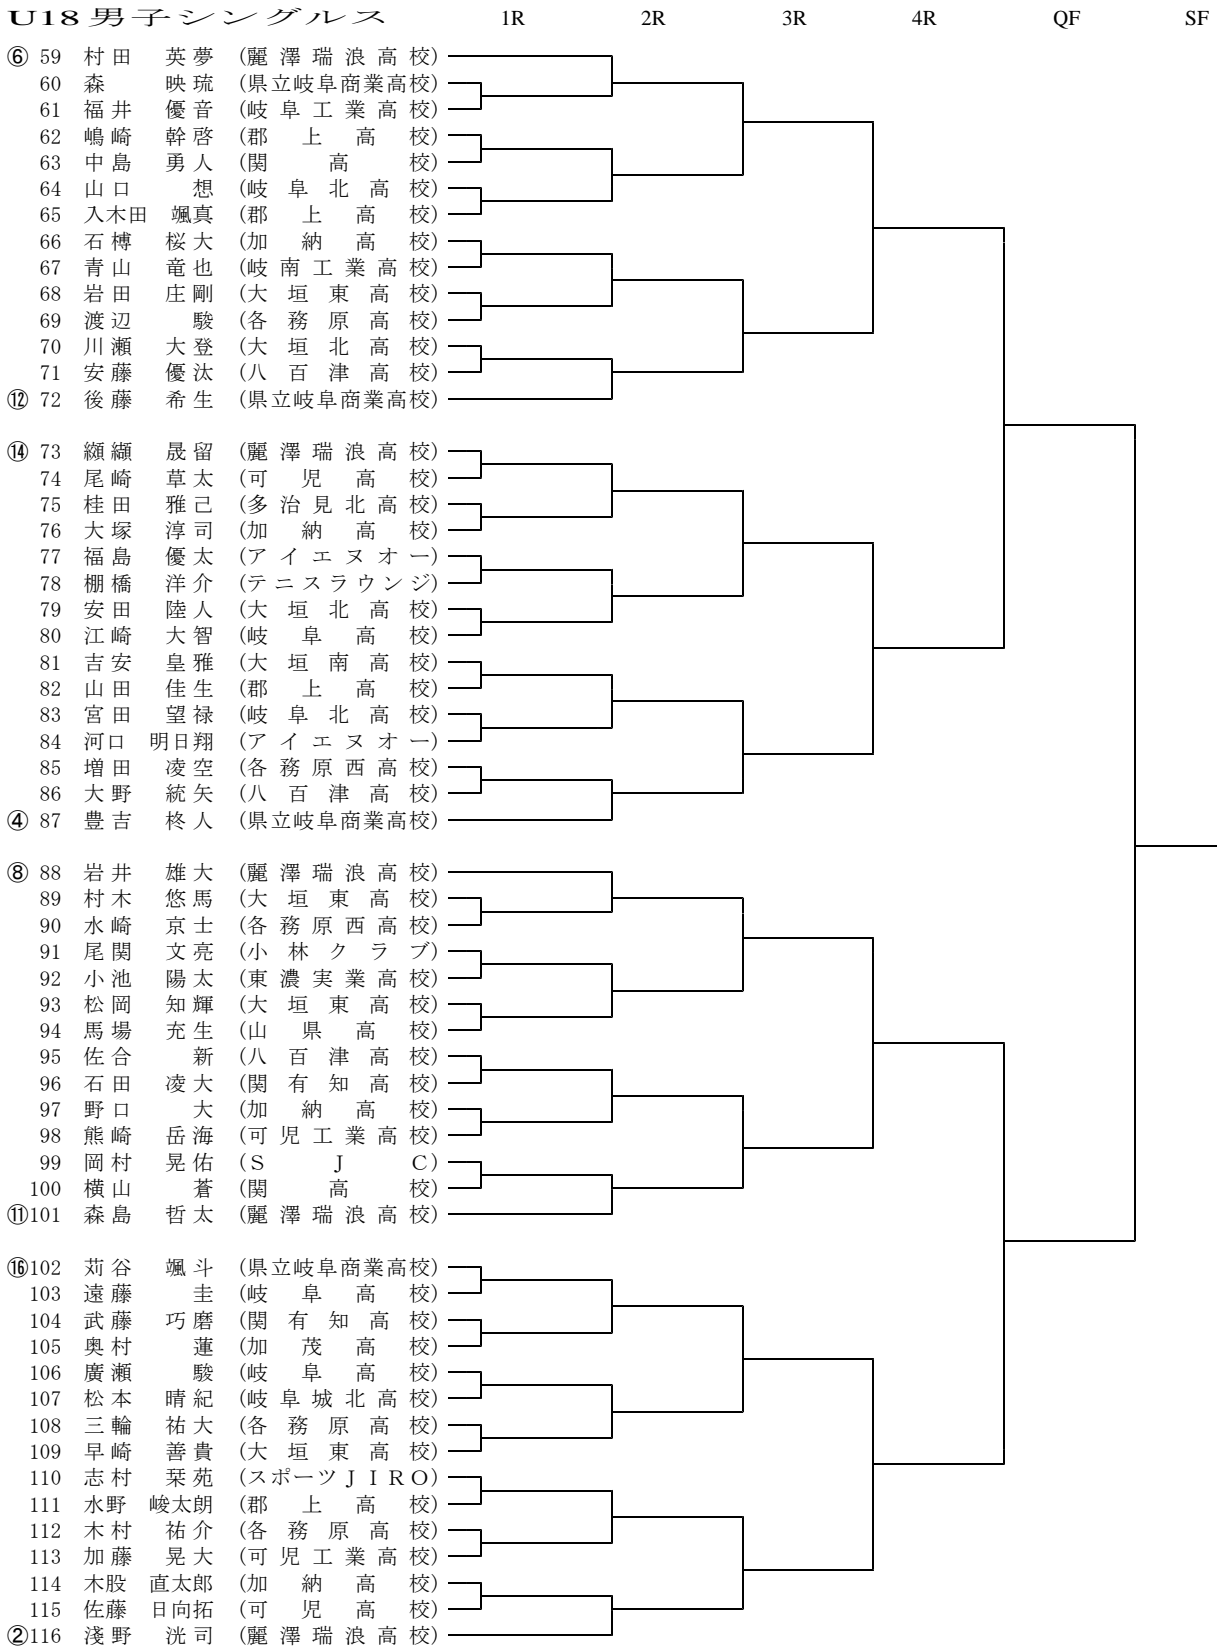 U18男子シングルス 1R 2R 3R 4R QF SF
⑥ 59 村田 英夢 (麗澤瑞浪高校)
60 森 映琉 (県立岐阜商業高校)
61 福井 優音 (岐阜工業高校)
62 嶋崎 幹啓 (郡上高校)
63 中島 勇人 (関高校)
64 山口 想 (岐阜北高校)
65 入木田 颯真 (郡上高校)
66 石榑 桜大 (加納高校)
67 青山 竜也 (岐南工業高校)
68 岩田 庄剛 (大垣東高校)
69 渡辺 駿 (各務原高校)
70 川瀬 大登 (大垣北高校)
71 安藤 優汰 (八百津高校)
⑫ 72 後藤 希生 (県立岐阜商業高校)
⑭ 73 纐纈 晟留 (麗澤瑞浪高校)
74 尾崎 草太 (可児高校)
75 桂田 雅己 (多治見北高校)
76 大塚 淳司 (加納高校)
77 福島 優太 (アイエヌオー)
78 棚橋 洋介 (テニスラウンジ)
79 安田 陸人 (大垣北高校)
80 江崎 大智 (岐阜高校)
81 吉安 皇雅 (大垣南高校)
82 山田 佳生 (郡上高校)
83 宮田 望禄 (岐阜北高校)
84 河口 明日翔 (アイエヌオー)
85 増田 凌空 (各務原西高校)
86 大野 統矢 (八百津高校)
④ 87 豊吉 柊人 (県立岐阜商業高校)
⑧ 88 岩井 雄大 (麗澤瑞浪高校)
89 村木 悠馬 (大垣東高校)
90 水崎 京士 (各務原西高校)
91 尾関 文亮 (小林クラブ)
92 小池 陽太 (東濃実業高校)
93 松岡 知輝 (大垣東高校)
94 馬場 充生 (山県高校)
95 佐合 新 (八百津高校)
96 石田 凌大 (関有知高校)
97 野口 大 (加納高校)
98 熊崎 岳海 (可児工業高校)
99 岡村 晃佑 (SJC)
100 横山 蒼 (関高校)
⑪101 森島 哲太 (麗澤瑞浪高校)
⑯102 苅谷 颯斗 (県立岐阜商業高校)
103 遠藤 圭 (岐阜高校)
104 武藤 巧磨 (関有知高校)
105 奥村 蓮 (加茂高校)
106 廣瀬 駿 (岐阜高校)
107 松本 晴紀 (岐阜城北高校)
108 三輪 祐大 (各務原高校)
109 早崎 善貴 (大垣東高校)
110 志村 栞苑 (スポーツJIRO)
111 水野 峻太朗 (郡上高校)
112 木村 祐介 (各務原高校)
113 加藤 晃大 (可児工業高校)
114 木股 直太郎 (加納高校)
115 佐藤 日向拓 (可児高校)
②116 淺野 洸司 (麗澤瑞浪高校)